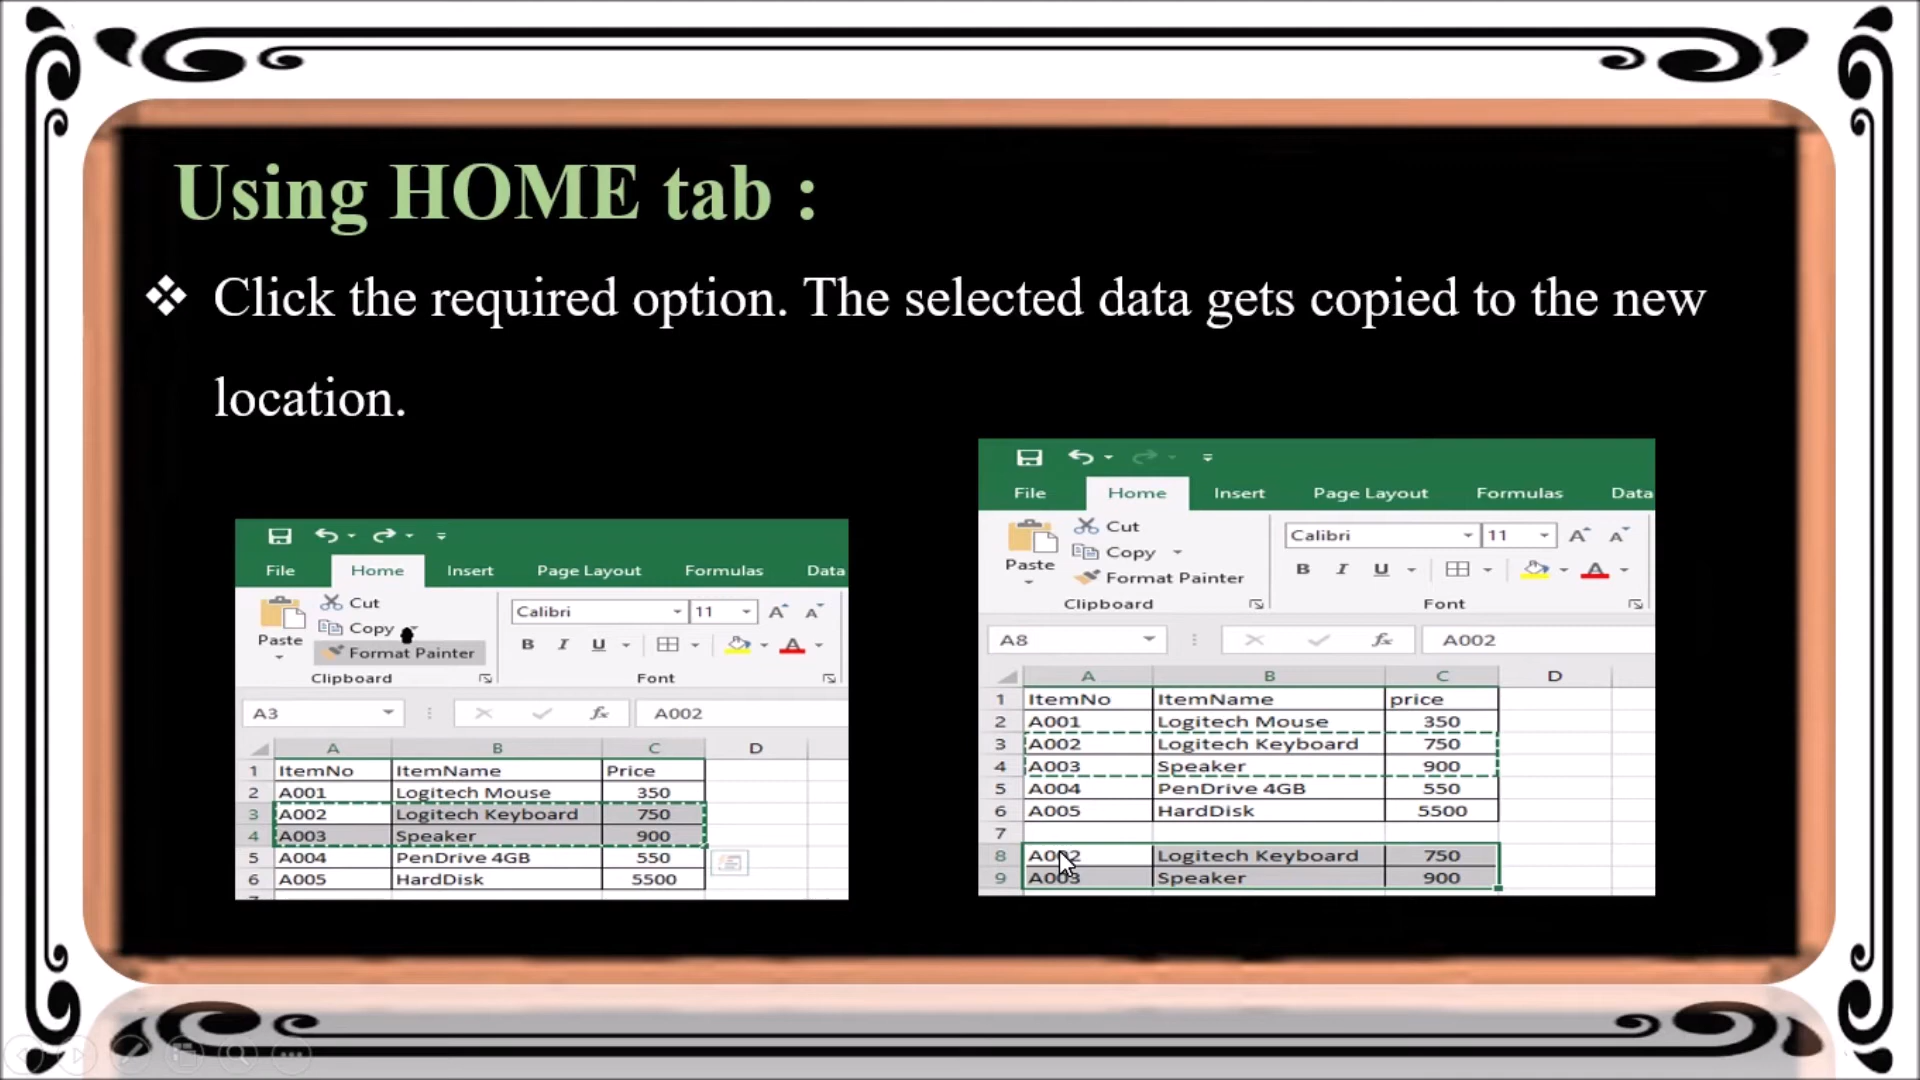 Using HOME tab :
❖ Click the required option. The selected data gets copied to the new
location.
File Home Insert Page Layout Formulas Data
Paste Cut
Copy
Format Painter
Calibri 11 A A
B I U A
Clipboard Font
A3 fx A002
A B C D
1 ItemNo ItemName Price
2 A001 Logitech Mouse 350
3 A002 Logitech Keyboard 750
4 A003 Speaker 900
5 A004 PenDrive 4GB 550
6 A005 HardDisk 5500
File Home Insert Page Layout Formulas Data
Paste Cut
Copy
Format Painter
Calibri 11 A A
B I U A
Clipboard Font
A8 fx A002
A B C D
1 ItemNo ItemName price
2 A001 Logitech Mouse 350
3 A002 Logitech Keyboard 750
4 A003 Speaker 900
5 A004 PenDrive 4GB 550
6 A005 HardDisk 5500
7
8 A002 Logitech Keyboard 750
9 A003 Speaker 900